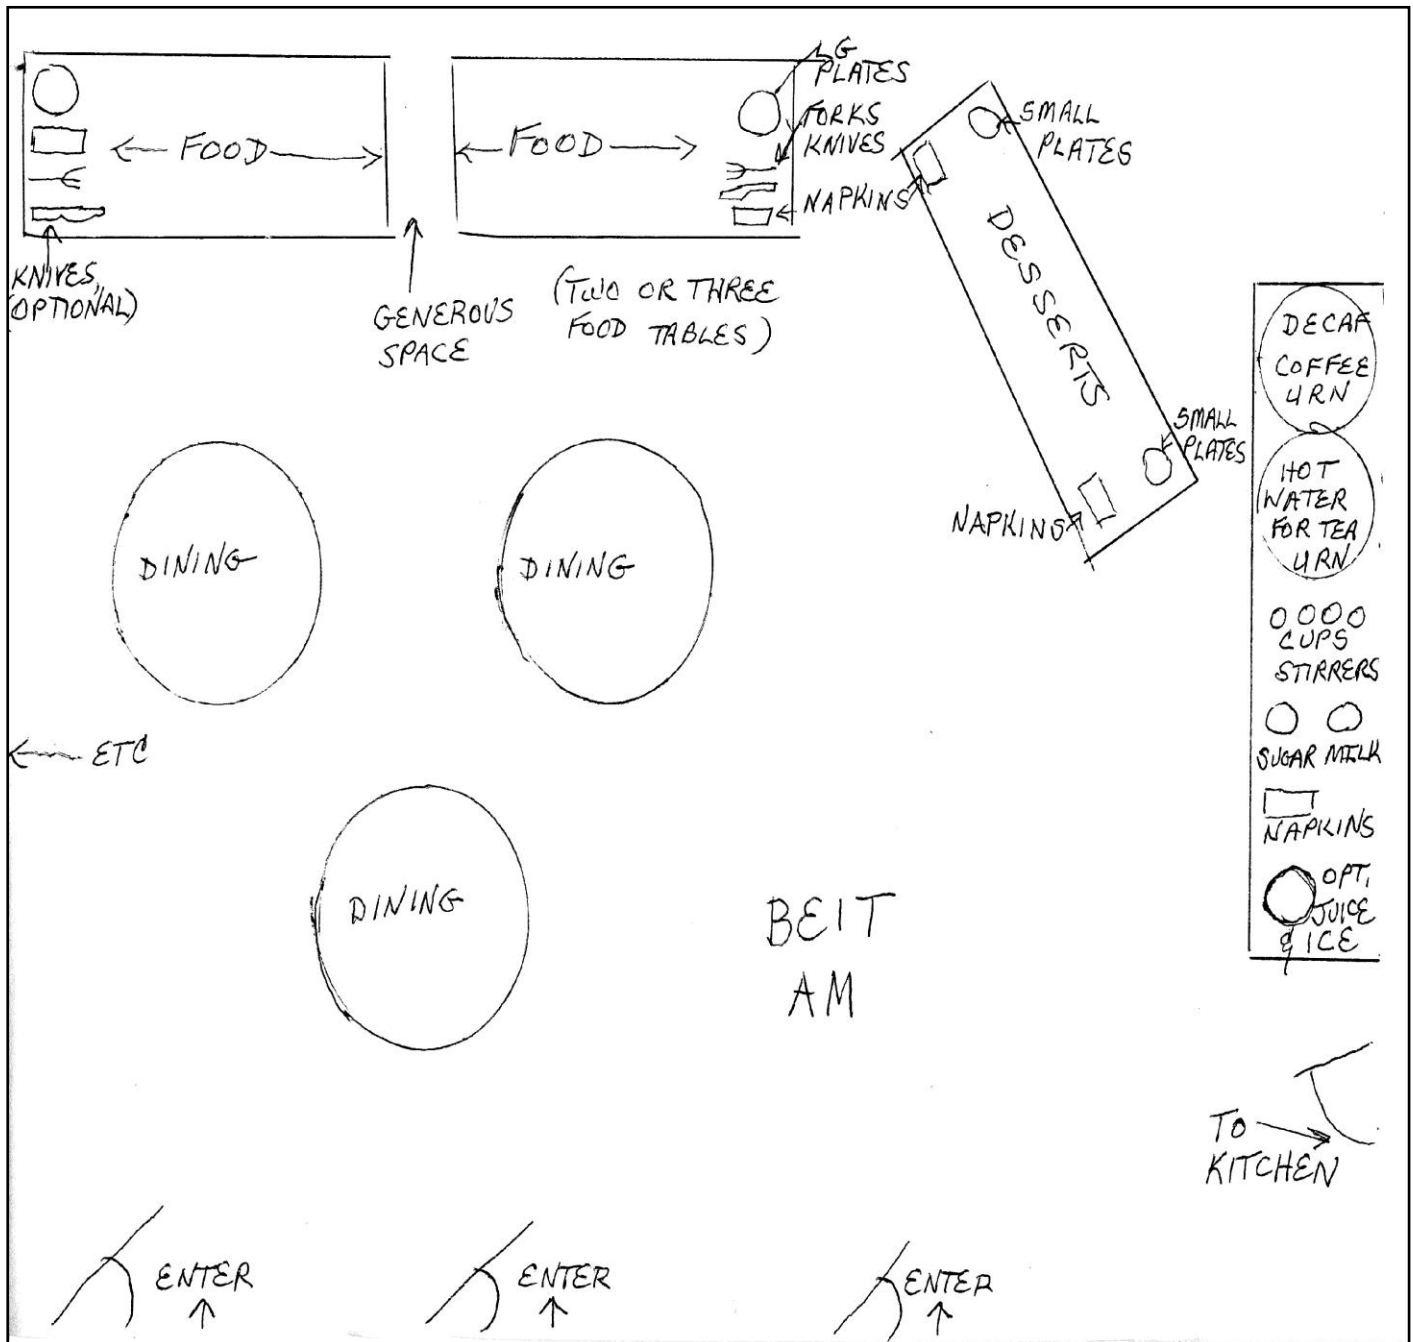 LG
PLATES
FORKS
KNIVES
← NAPKINS
← FOOD →
← FOOD →
SMALL
PLATES
DESSERTS
KNIVES,
(OPTIONAL)
GENEROUS
SPACE
(TWO OR THREE
FOOD TABLES)
SMALL
PLATES
NAPKINS
DECAF
COFFEE
URN
HOT
WATER
FOR TEA
URN
CUPS
STIRRERS
SUGAR MILK
NAPKINS
OPT,
JUICE
& ICE
DINING
DINING
← ETC
DINING
BEIT
AM
TO
KITCHEN
ENTER
ENTER
ENTER